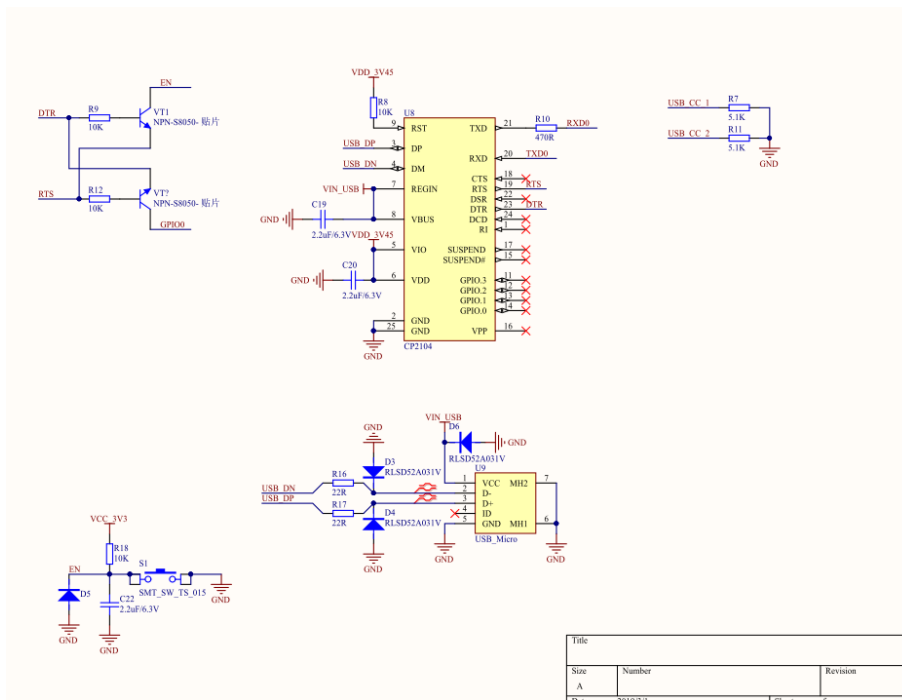 EN
DTR
R9
10K
VT1
NPN-S8050- 贴片
RTS
R12
10K
VT?
NPN-S8050- 贴片
GPIO0
VDD_3V45
R8
10K
U8
9 RST
USB_DP 3 DP
USB_DN 4 DM
VIN_USB 7 REGIN
C19
GND 8 VBUS
2.2uF/6.3V
VDD_3V45
5 VIO
C20
GND 6 VDD
2.2uF/6.3V
2 GND
25 GND
GND
CP2104
TXD 21 R10 RXD0
470R
RXD 20 TXD0
CTS 18
RTS 19 RTS
DSR 22
DTR 23 DTR
DCD 24
RI 1
SUSPEND 17
SUSPEND# 15
GPIO.3 11
GPIO.2 12
GPIO.1 13
GPIO.0 14
VPP 16
USB_CC_1 R7
5.1K
USB_CC_2 R11
5.1K
GND
VIN_USB
D6
GND
RLSD52A031V
GND
D3
RLSD52A031V
USB_DN R16
22R
USB_DP R17
22R
D4
RLSD52A031V
GND
U9
1 VCC MH2 7
2 D-
3 D+
4 ID
5 GND MH1 6
USB_Micro
GND
GND
VCC_3V3
R18
10K
EN
S1
SMT_SW_TS_015
GND
D5
C22
2.2uF/6.3V
GND
GND
Title
Size Number Revision
A